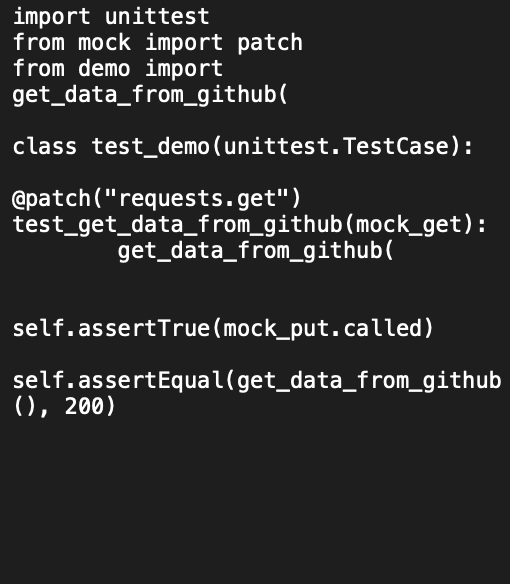 import unittest
from mock import patch
from demo import
get_data_from_github(
class test_demo(unittest.TestCase):
@patch("requests.get")
test_get_data_from_github(mock_get):
get_data_from_github(
self.assertTrue(mock_put.called)
self.assertEqual(get_data_from_github
(), 200)